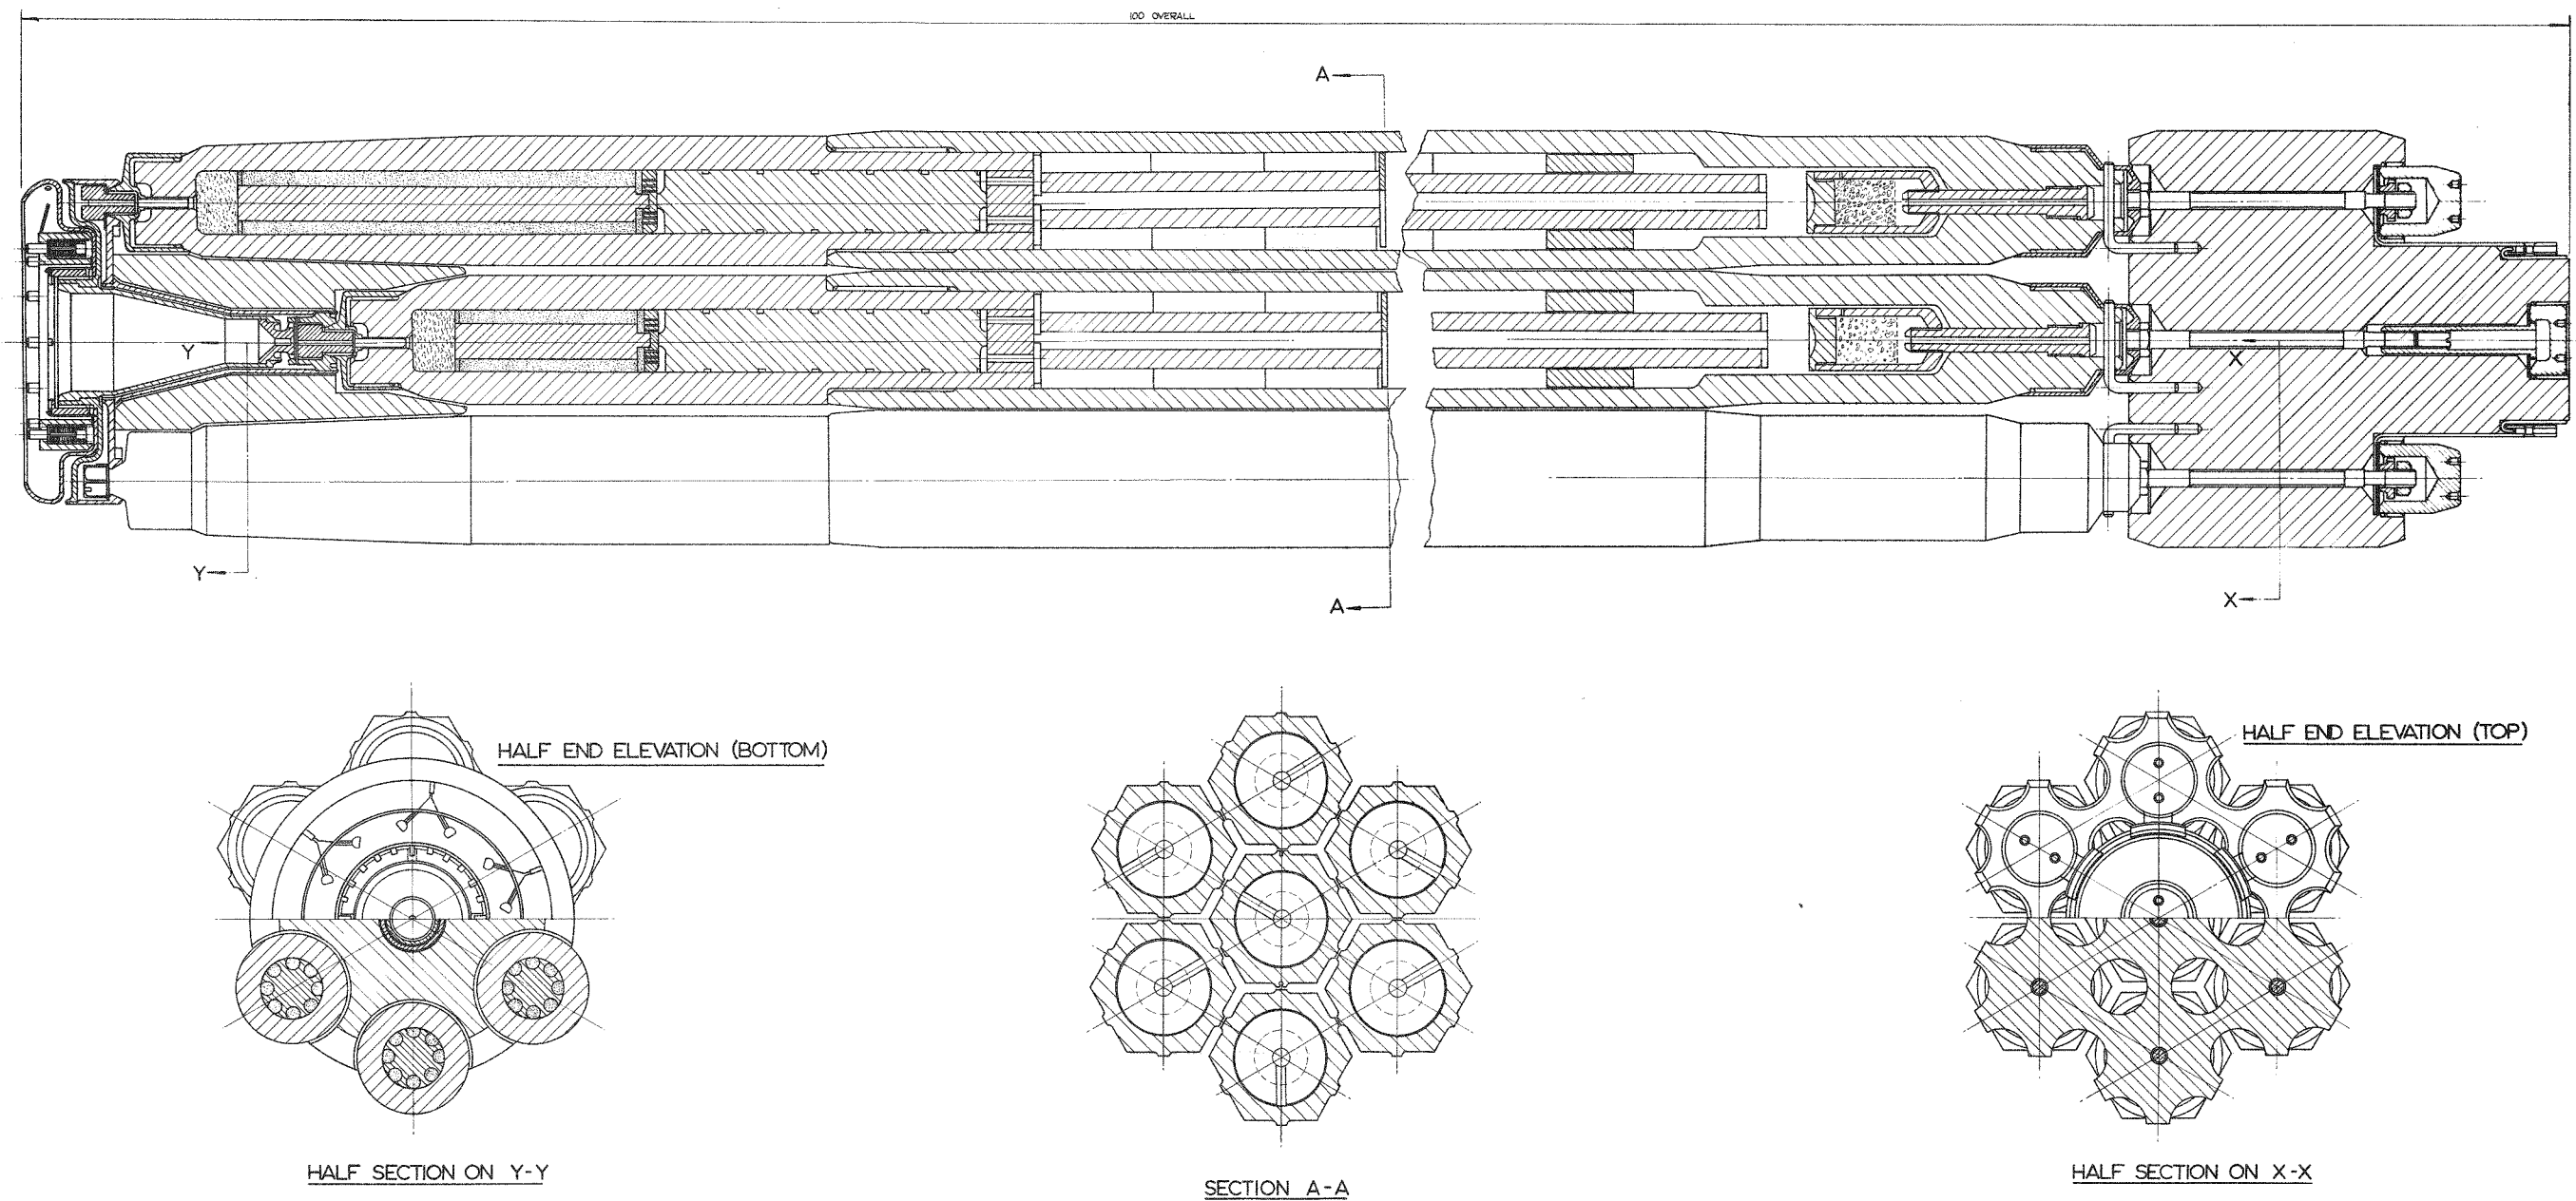 100 OVERALL
A
Y
X
Y
X
A
HALF END ELEVATION (TOP)
HALF END ELEVATION (BOTTOM)
HALF SECTION ON Y-Y
SECTION A-A
HALF SECTION ON X-X